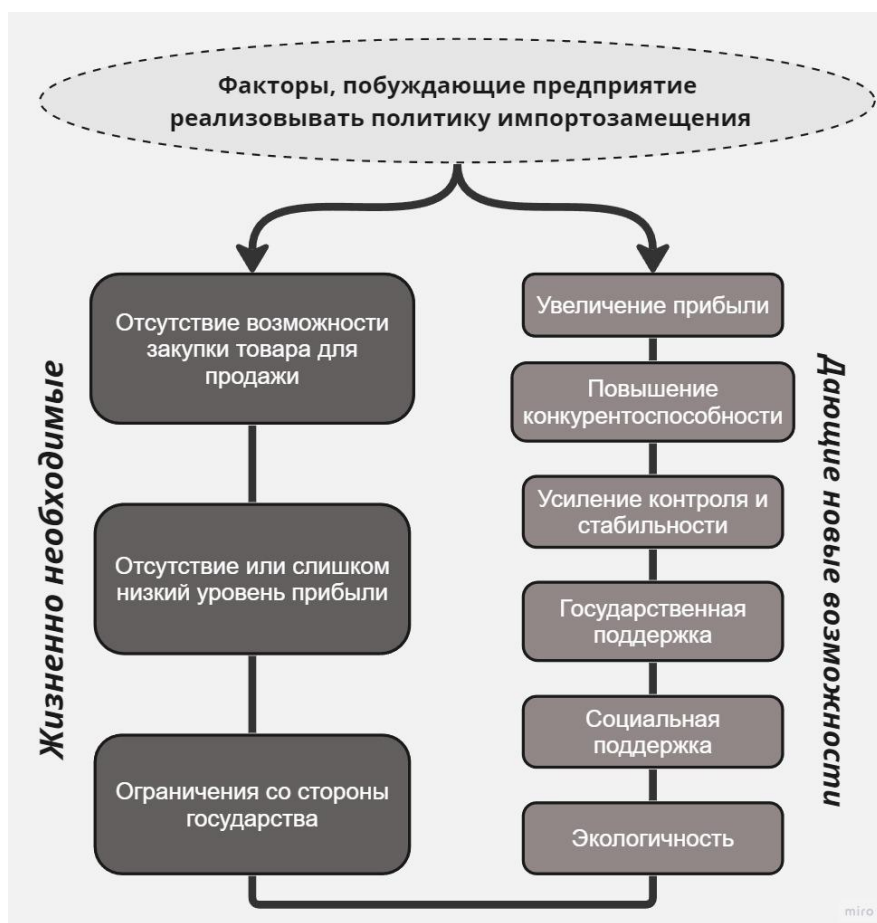 Факторы, побуждающие предприятие
реализовывать политику импортозамещения
Жизненно необходимые
Отсутствие возможности
закупки товара для
продажи
Отсутствие или слишком
низкий уровень прибыли
Ограничения со стороны
государства
Увеличение прибыли
Повышение
конкурентоспособности
Усиление контроля и
стабильности
Государственная
поддержка
Социальная
поддержка
Экологичность
Дающие новые возможности
miro